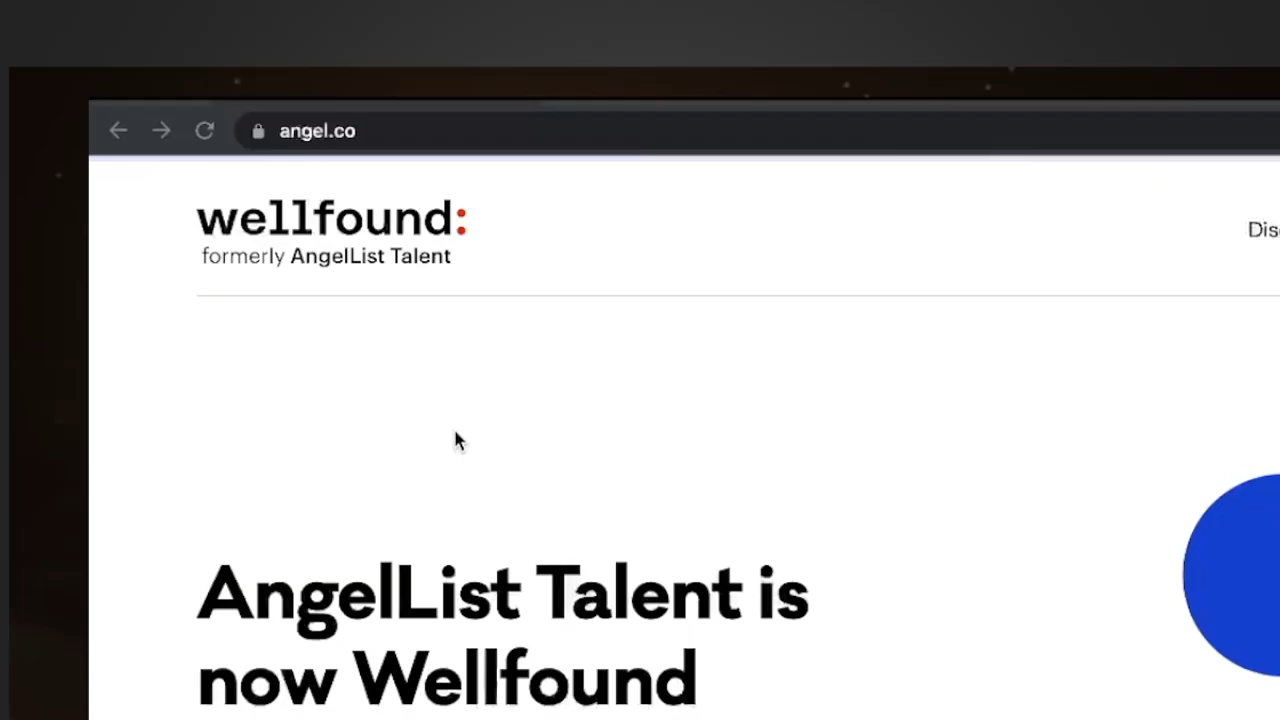 angel.co
wellfound:
formerly AngelList Talent
AngelList Talent is
now Wellfound